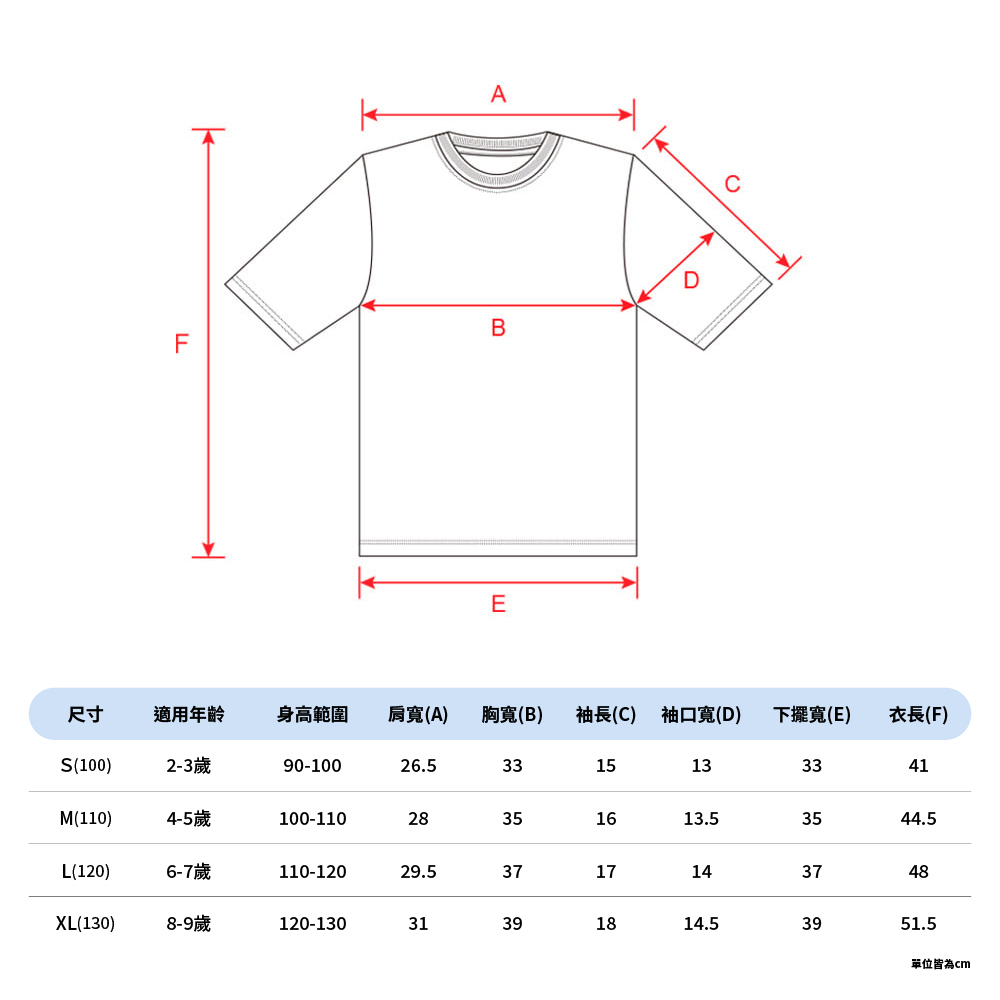 A
C
D
B
F
E
尺寸 適用年齡 身高範圍 肩寬(A) 胸寬(B) 袖長(C) 袖口寬(D) 下擺寬(E) 衣長(F)
S(100) 2-3歲 90-100 26.5 33 15 13 33 41
M(110) 4-5歲 100-110 28 35 16 13.5 35 44.5
L(120) 6-7歲 110-120 29.5 37 17 14 37 48
XL(130) 8-9歲 120-130 31 39 18 14.5 39 51.5
單位皆為cm